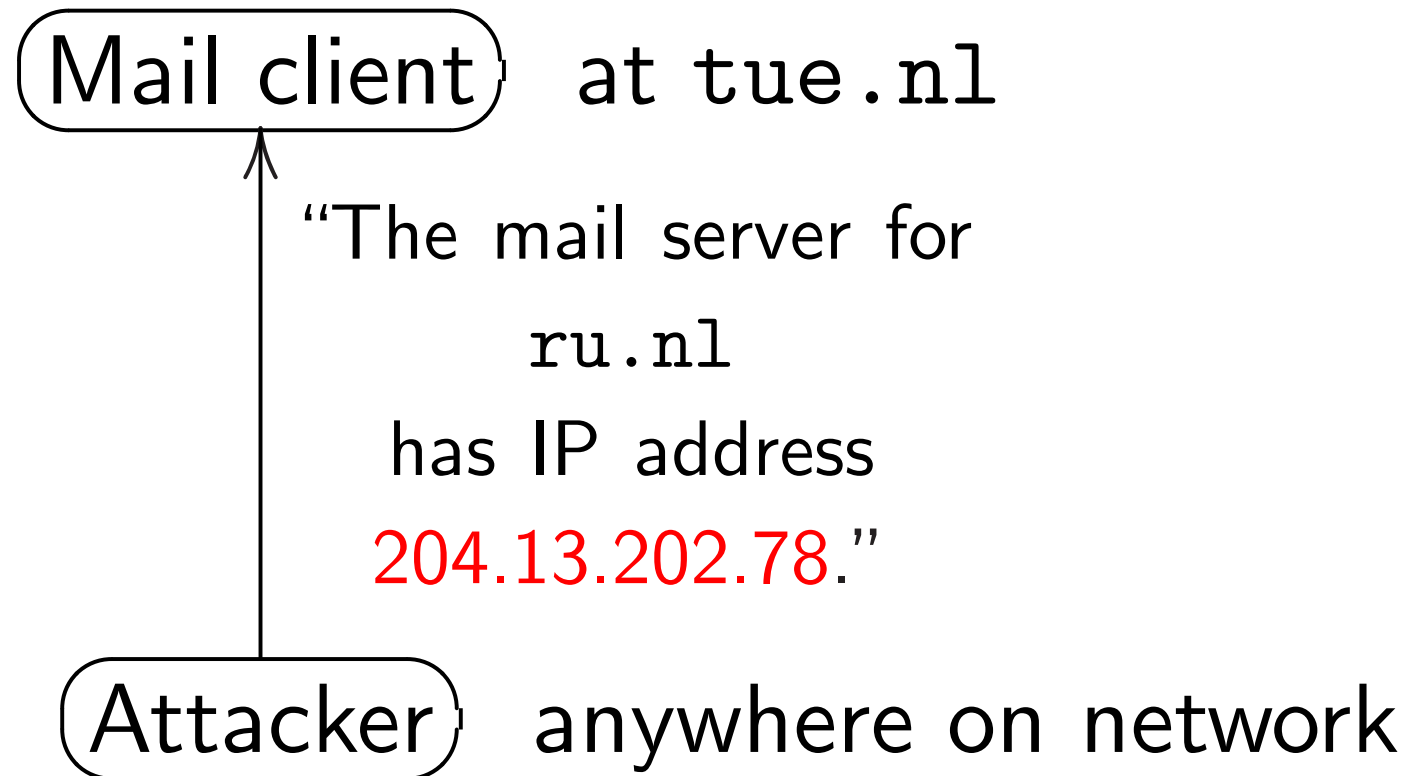 Mail client at tue.nl
“The mail server for
ru.nl
has IP address
204.13.202.78.”
Attacker anywhere on network